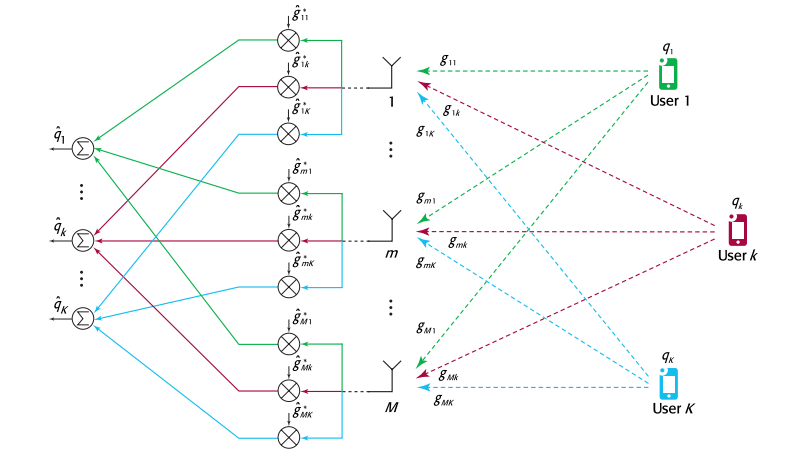 ĝ*₁₁
ĝ*₁ₖ
ĝ*₁K
q̂₁
⋮
q̂ₖ
⋮
q̂K
ĝ*ₘ₁
ĝ*ₘₖ
ĝ*ₘK
ĝ*M₁
ĝ*Mₖ
ĝ*MK
Σ
Σ
Σ
1
⋮
m
⋮
M
g₁₁
g₁ₖ
g₁K
gₘ₁
gₘₖ
gₘK
gM₁
gMₖ
gMK
q₁
User 1
qₖ
User k
qK
User K